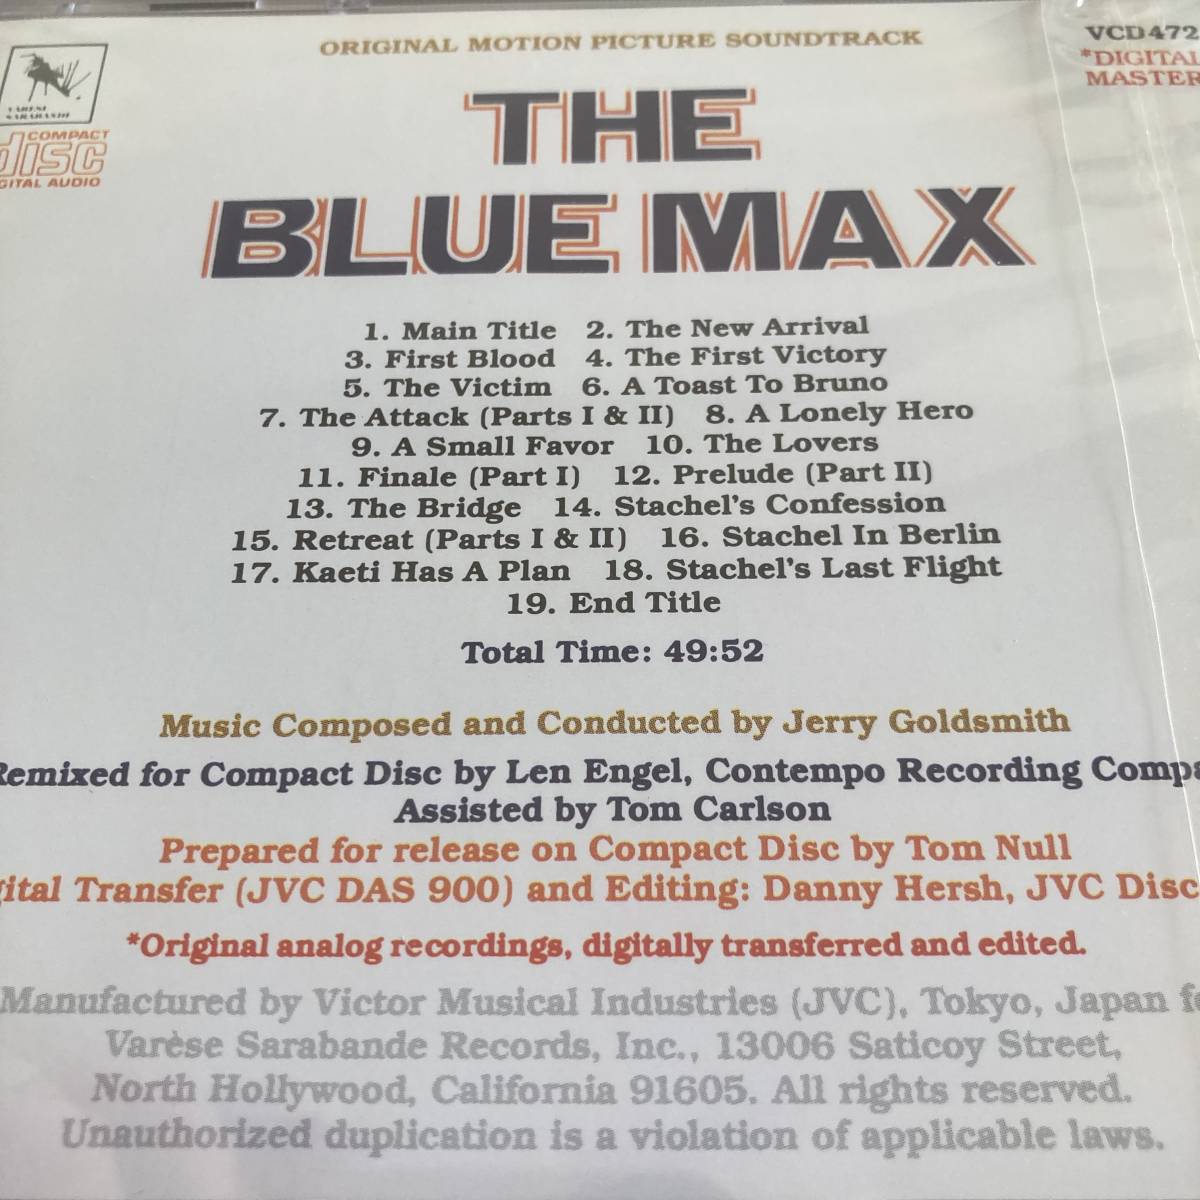 ORIGINAL MOTION PICTURE SOUNDTRACK
VCD472
*DIGITAL
MASTER
VARESE
SARABANDE
COMPACT
disc
GITAL AUDIO
THE
BLUE MAX
1. Main Title 2. The New Arrival
3. First Blood 4. The First Victory
5. The Victim 6. A Toast To Bruno
7. The Attack (Parts I & II) 8. A Lonely Hero
9. A Small Favor 10. The Lovers
11. Finale (Part I) 12. Prelude (Part II)
13. The Bridge 14. Stachel's Confession
15. Retreat (Parts I & II) 16. Stachel In Berlin
17. Kaeti Has A Plan 18. Stachel's Last Flight
19. End Title
Total Time: 49:52
Music Composed and Conducted by Jerry Goldsmith
Remixed for Compact Disc by Len Engel, Contempo Recording Compa
Assisted by Tom Carlson
Prepared for release on Compact Disc by Tom Null
gital Transfer (JVC DAS 900) and Editing: Danny Hersh, JVC Disc
*Original analog recordings, digitally transferred and edited.
Manufactured by Victor Musical Industries (JVC), Tokyo, Japan f
Varèse Sarabande Records, Inc., 13006 Saticoy Street,
North Hollywood, California 91605. All rights reserved.
Unauthorized duplication is a violation of applicable laws.